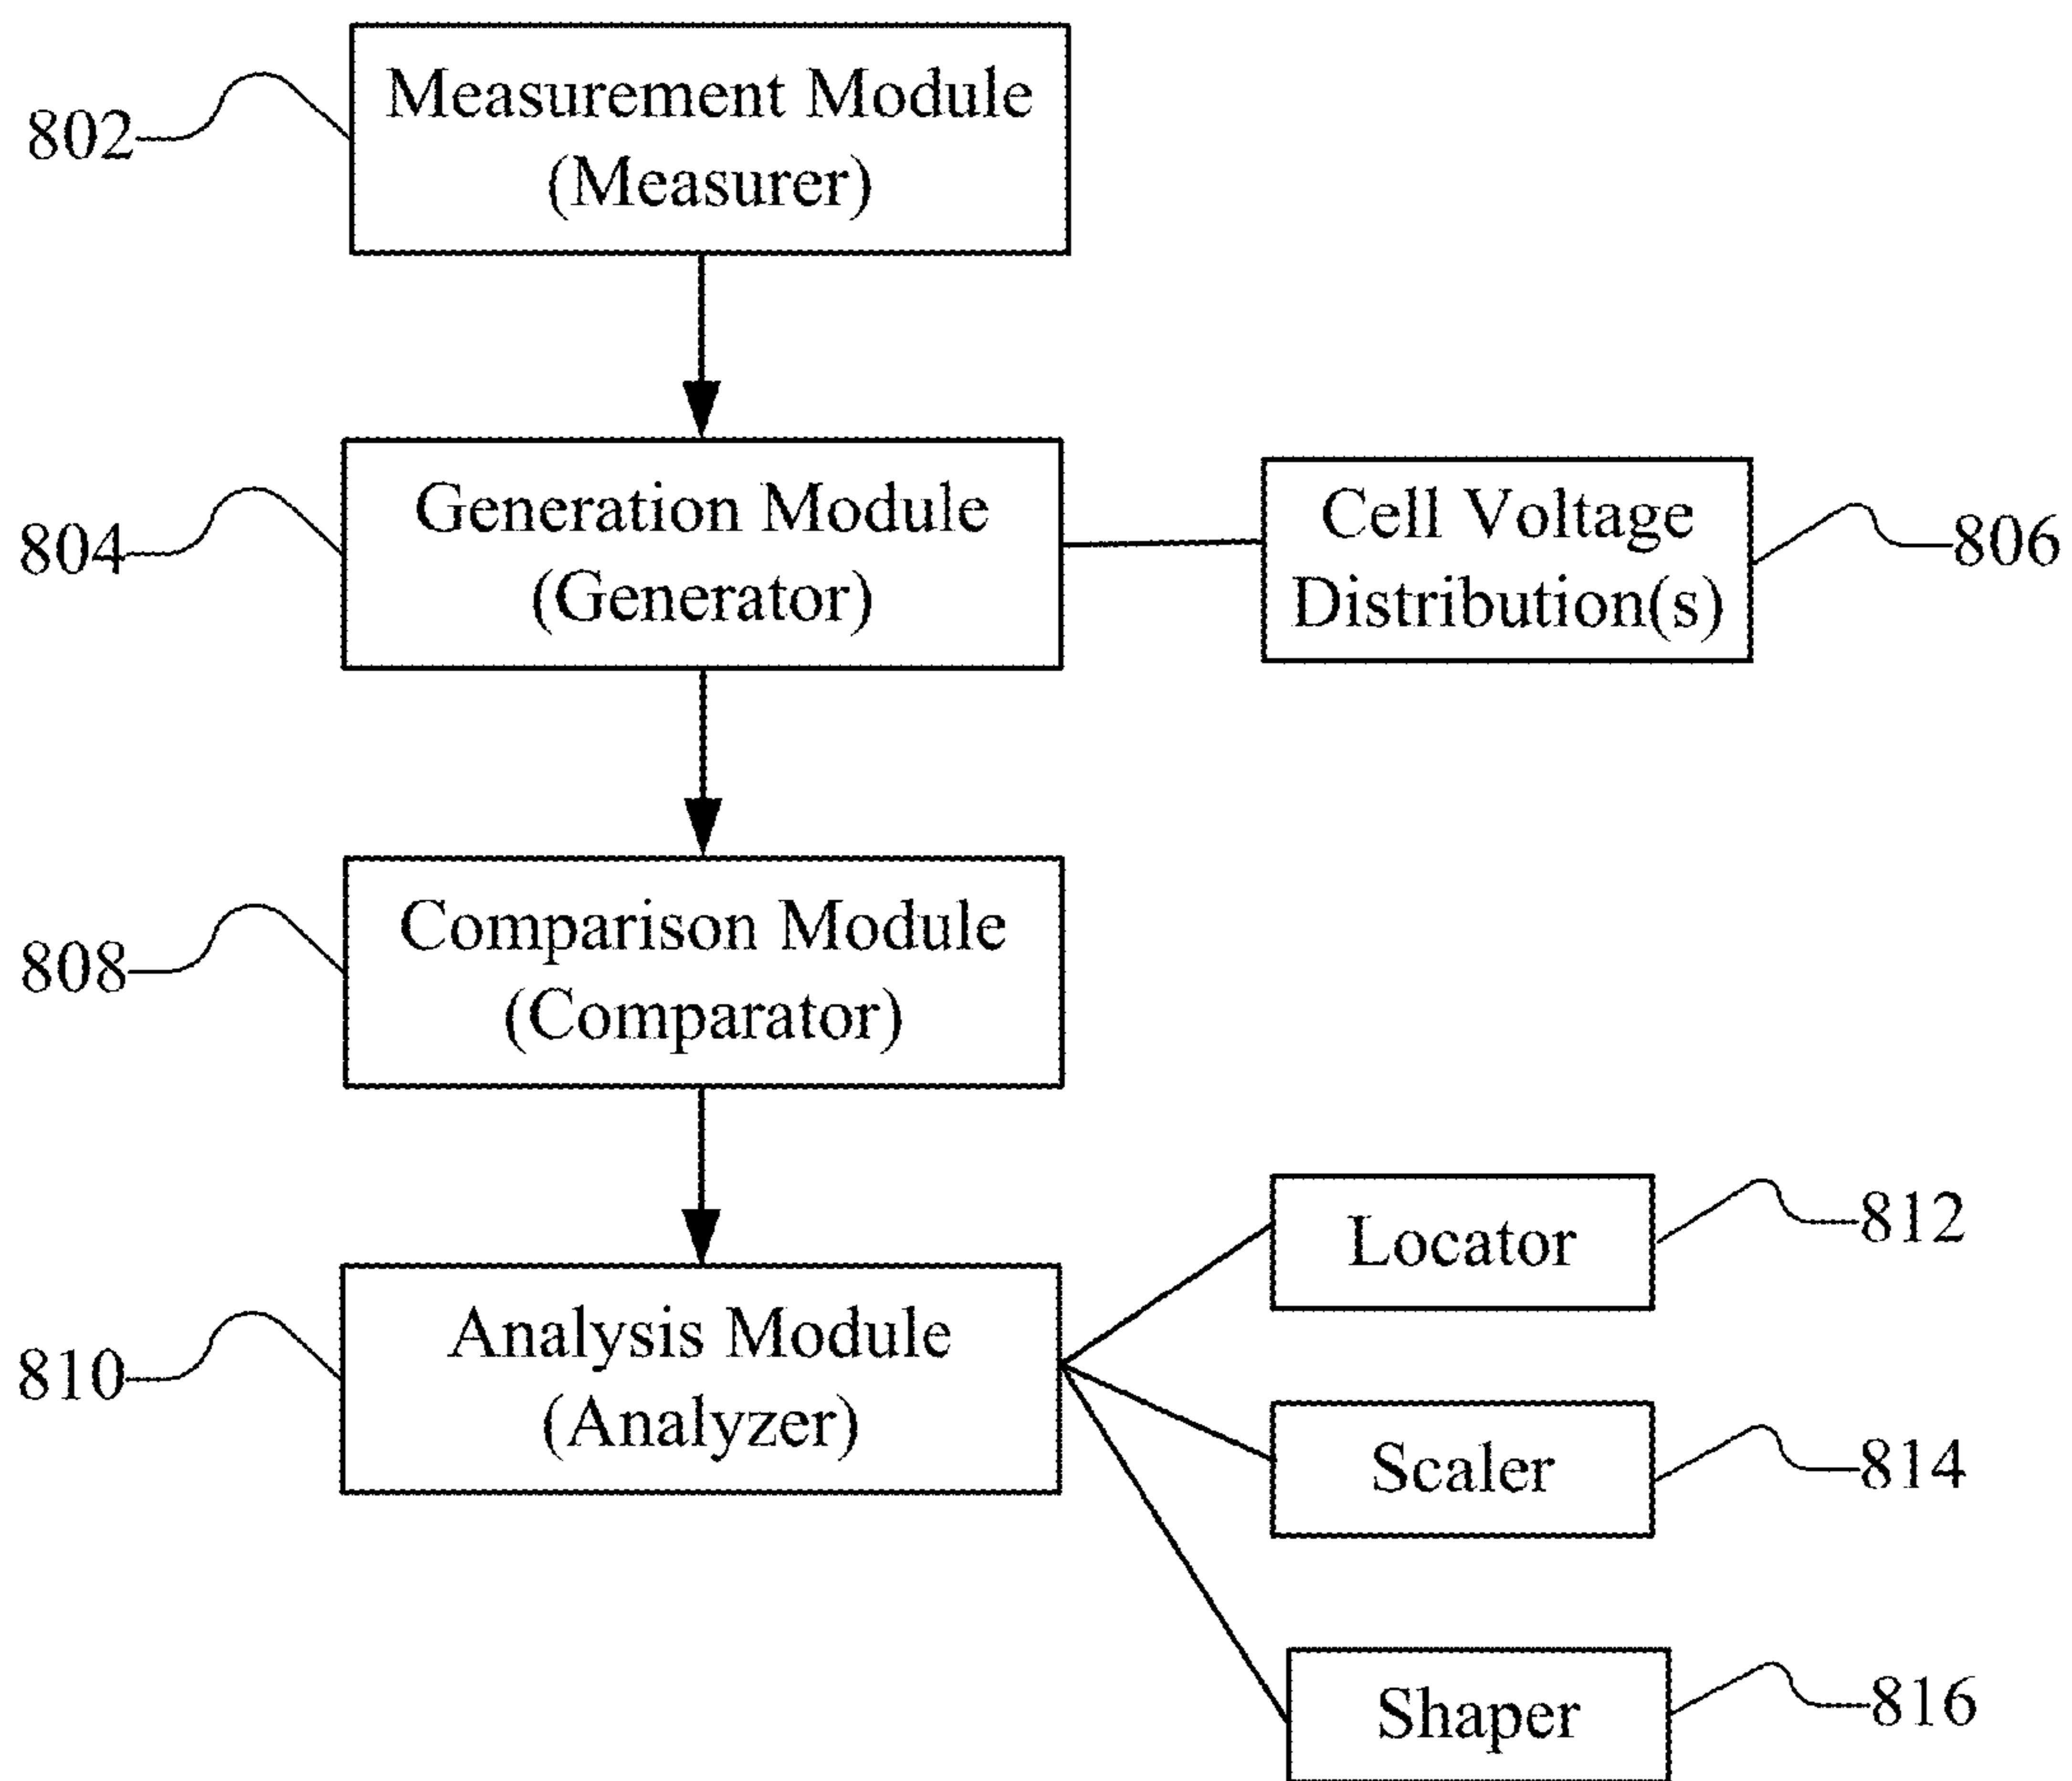 802
Measurement Module
(Measurer)
804
Generation Module
(Generator)
Cell Voltage
Distribution(s)
806
808
Comparison Module
(Comparator)
810
Analysis Module
(Analyzer)
Locator
812
Scaler
814
Shaper
816